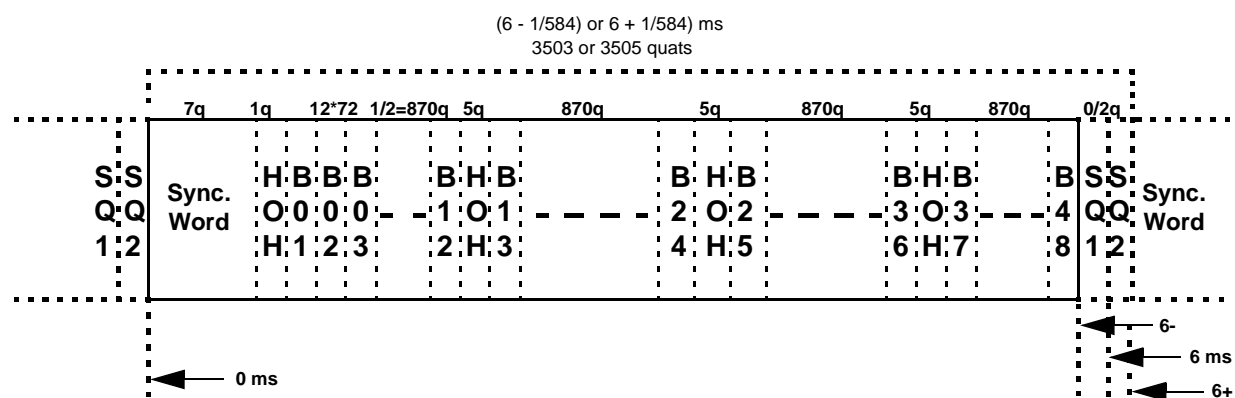 (6 - 1/584) or 6 + 1/584) ms
3503 or 3505 quats
7q 1q 12*72 1/2=870q 5q 870q 5q 870q 5q 870q 0/2q
S S H B B B B H B B H B B H B B S S
Q Q Sync. O 0 0 0 1 O 1 2 O 2 3 O 3 4 Q Q Sync.
1 2 Word H 1 2 3 2 H 3 4 H 5 6 H 7 8 1 2 Word
6-
6 ms
0 ms
6+